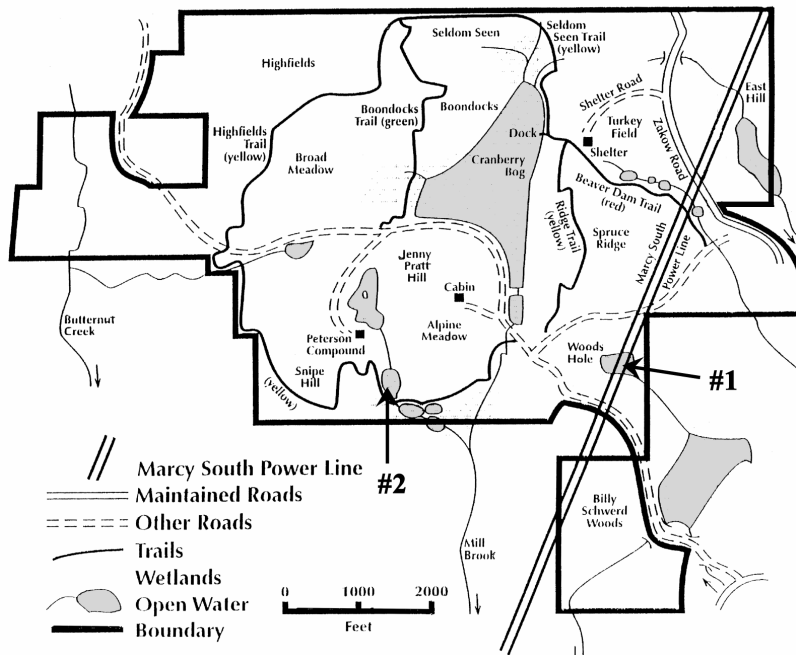 Seldom Seen
Seldom
Seen Trail
(yellow)
Highfields
East
Hill
Shelter Road
Boondocks
Trail (green)
Boondocks
Highfields
Trail
(yellow)
Broad
Meadow
Turkey
Field
Zakow Road
Dock
Shelter
Cranberry
Bog
Beaver Dam Trail
(red)
Ridge Trail
(yellow)
Spruce
Ridge
Marcy South
Power Line
Jenny
Pratt
Hill
Cabin
Butternut
Creek
Peterson
Compound
Alpine
Meadow
Woods
Hole
Snipe
Hill
(yellow)
#1
#2
Billy
Schwerd
Woods
Mill
Brook
Marcy South Power Line
Maintained Roads
Other Roads
Trails
Wetlands
Open Water
Boundary
0 1000 2000
Feet